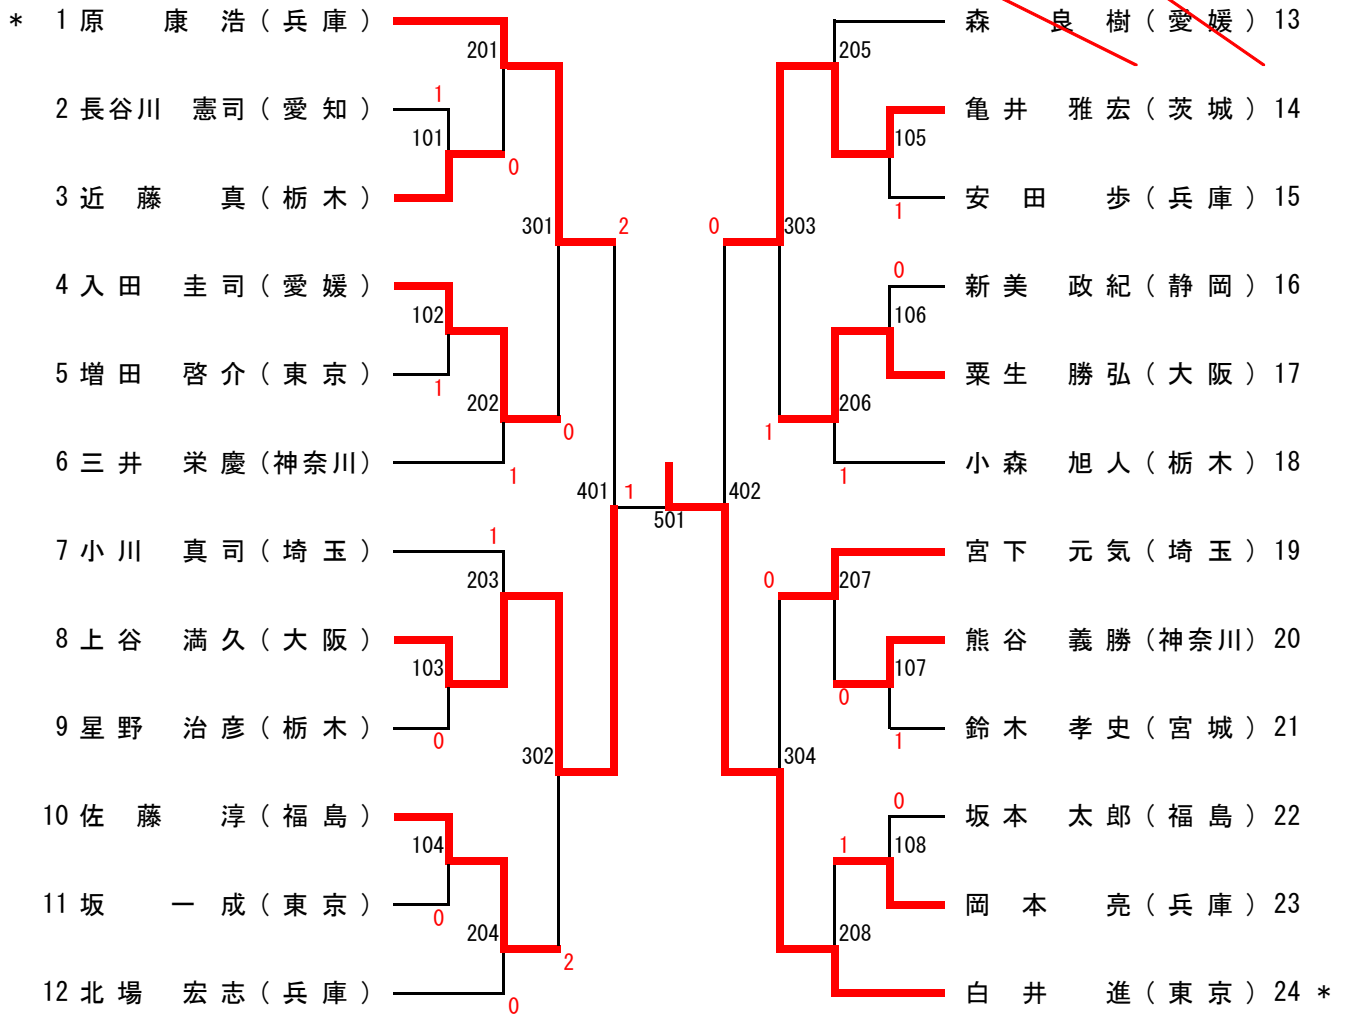 * 1 原 康 浩 ( 兵 庫 )
201
1
2 長谷川 憲司 ( 愛 知 )
101
0
3 近 藤 真 ( 栃 木 )
301
2
4 入 田 圭 司 ( 愛 媛 )
102
5 増 田 啓 介 ( 東 京 )
1
202
0
6 三 井 栄 慶 (神奈川)
1
401
1
501
7 小 川 真 司 ( 埼 玉 )
1
203
8 上 谷 満 久 ( 大 阪 )
103
9 星 野 治 彦 ( 栃 木 )
0
302
10 佐 藤 淳 ( 福 島 )
104
11 坂 一 成 ( 東 京 )
0
204
2
12 北 場 宏 志 ( 兵 庫 )
0
森 良 樹 ( 愛 媛 ) 13
205
亀 井 雅 宏 ( 茨 城 ) 14
105
安 田 歩 ( 兵 庫 ) 15
1
0
303
0
新 美 政 紀 ( 静 岡 ) 16
106
粟 生 勝 弘 ( 大 阪 ) 17
206
1
小 森 旭 人 ( 栃 木 ) 18
1
402
宮 下 元 気 ( 埼 玉 ) 19
0
207
熊 谷 義 勝 (神奈川) 20
107
0
鈴 木 孝 史 ( 宮 城 ) 21
1
304
0
坂 本 太 郎 ( 福 島 ) 22
1
108
岡 本 亮 ( 兵 庫 ) 23
208
白 井 進 ( 東 京 ) 24 *